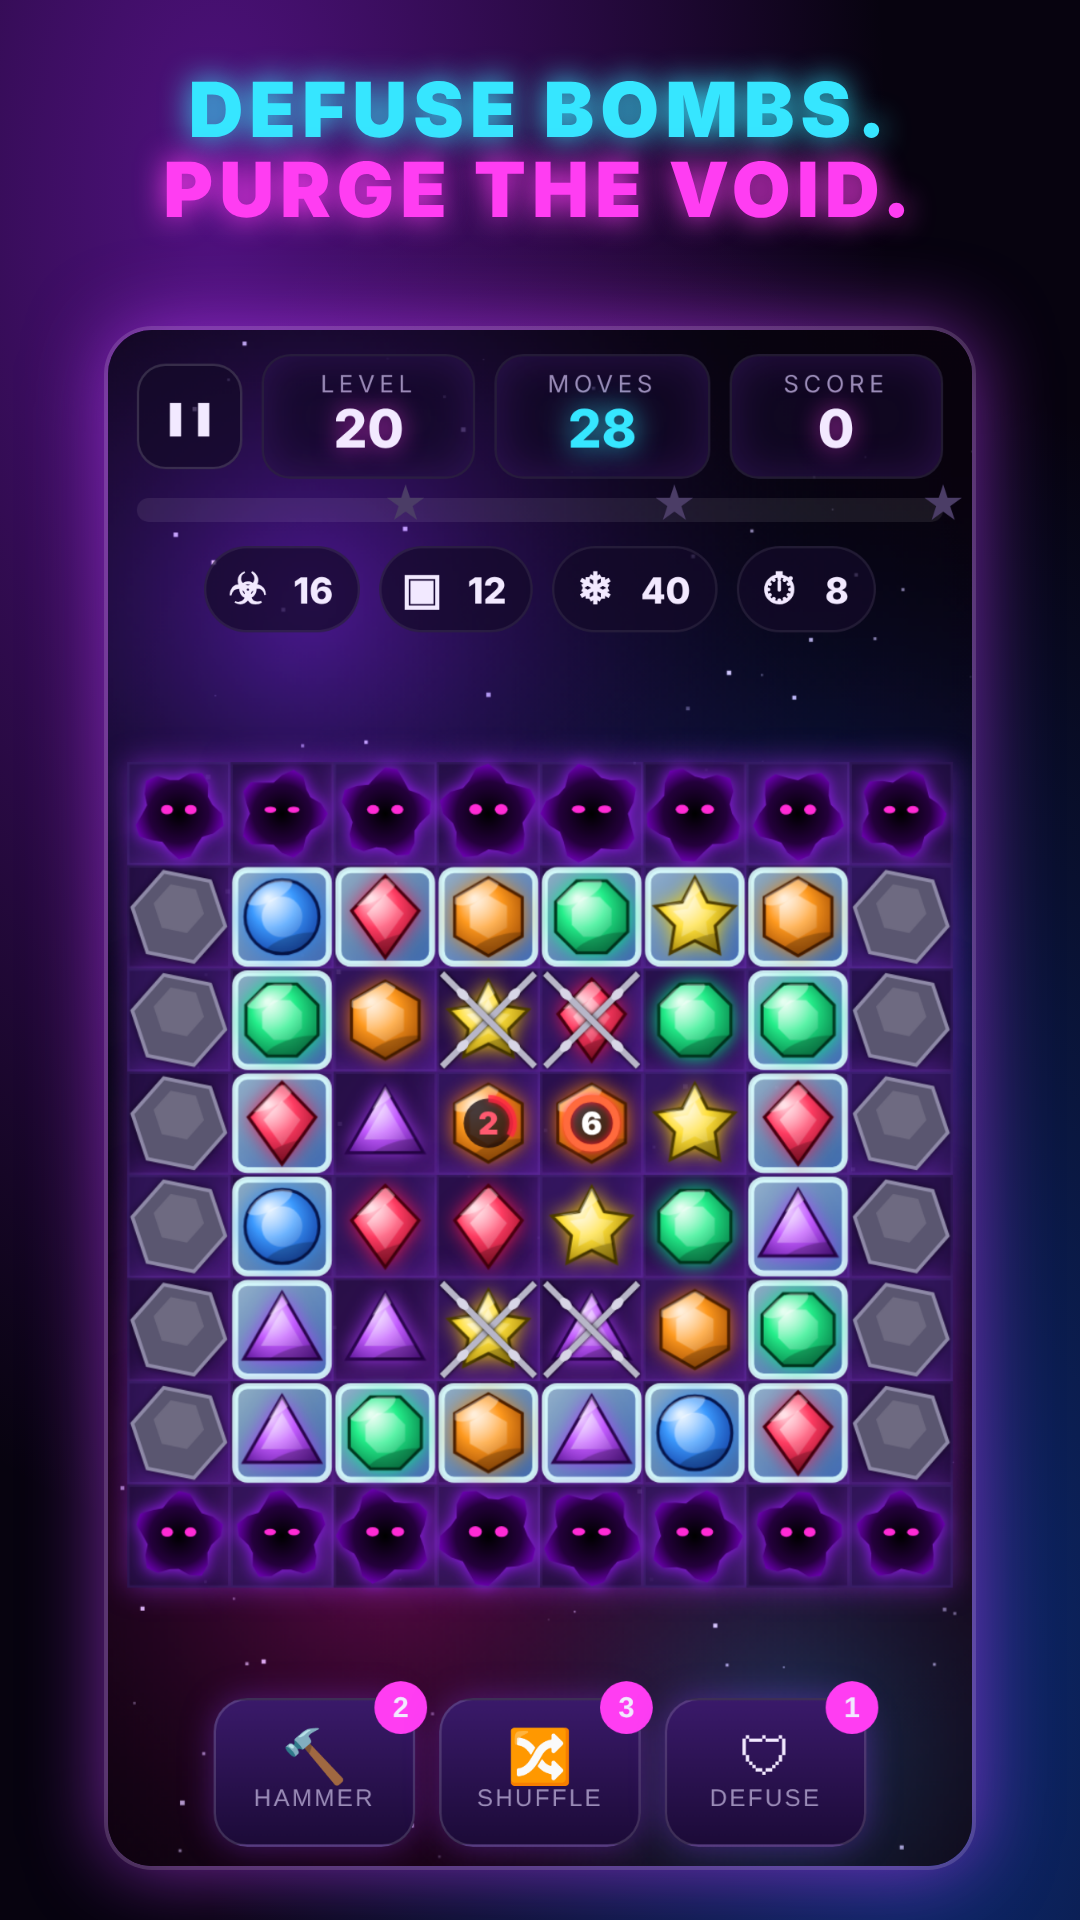 DEFUSE BOMBS.
PURGE THE VOID.
LEVEL MOVES SCORE
20 28 0
16 12 40 8
2 6
2 3 1
HAMMER SHUFFLE DEFUSE